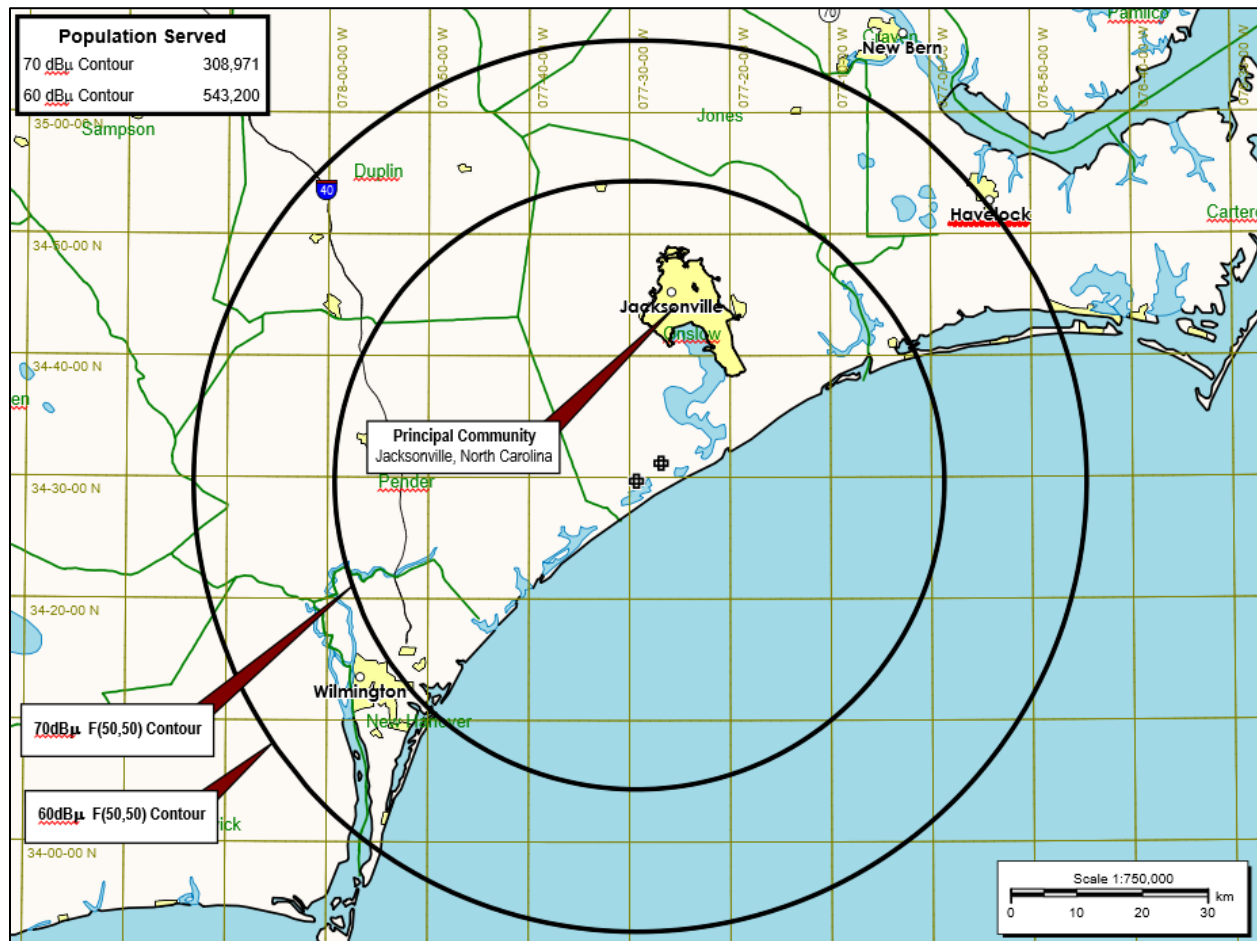 Population Served
70 dBµ Contour 308,971
60 dBµ Contour 543,200
078-00-00 W
077-50-00 W
077-40-00 W
077-30-00 W
077-20-00 W
70
Craven
New Bern
Pamlico
076-50-00 W
35-00-00 N
Sampson
Jones
Duplin
40
Havelock
Carter
34-50-00 N
Jacksonville
Onslow
34-40-00 N
en
Principal Community
Jacksonville, North Carolina
34-30-00 N
Pender
34-20-00 N
Wilmington
New Hanover
70dBµ F(50,50) Contour
60dBµ F(50,50) Contour
ick
34-00-00 N
Scale 1:750,000
0 10 20 30 km